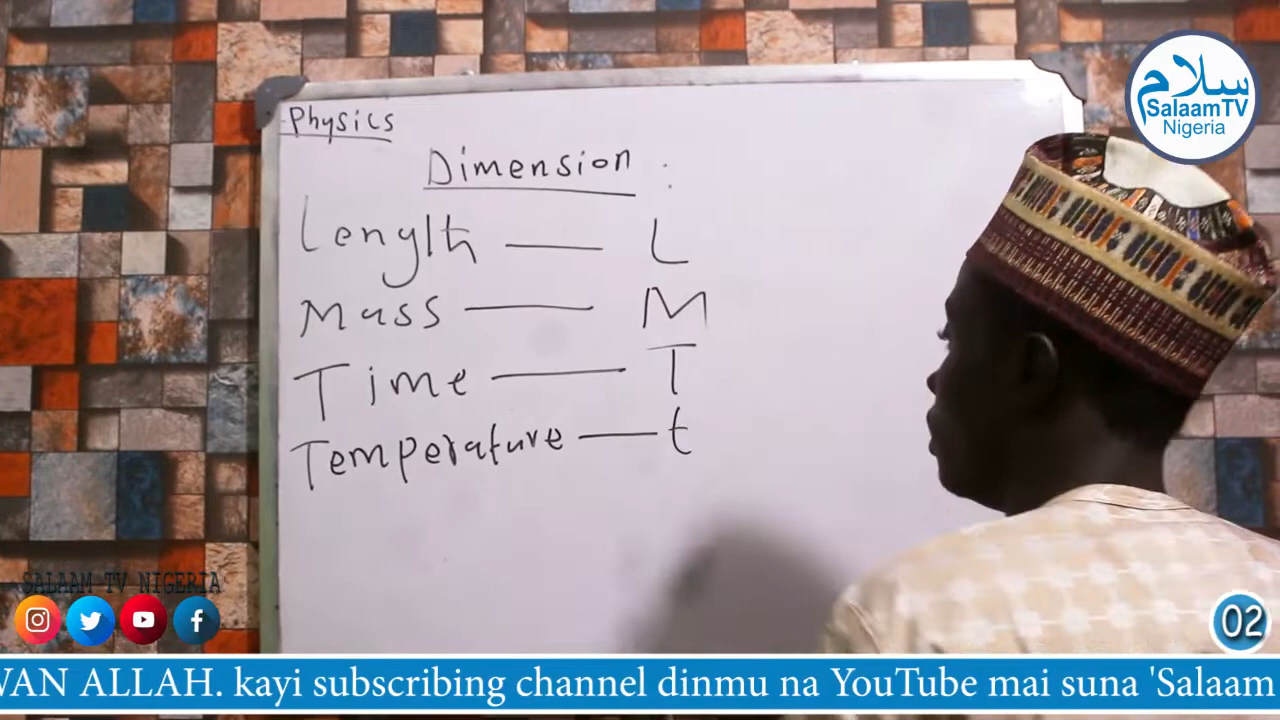 Physics
Dimension :
Length — L
Mass — M
Time — T
Temperature — t
سلام
SalaamTV
Nigeria
SALAAM TV NIGERIA
02
WAN ALLAH. kayi subscribing channel dinmu na YouTube mai suna 'Salaam